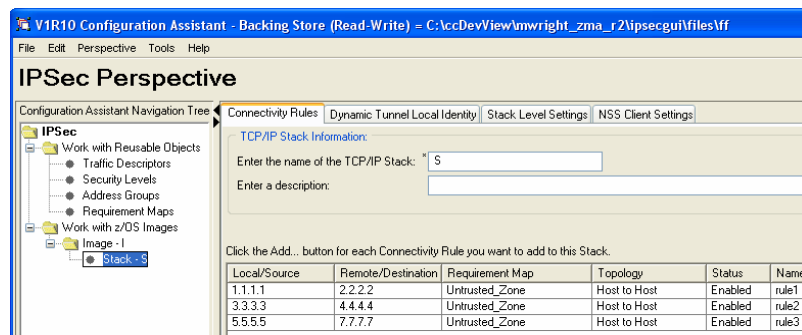 V1R10 Configuration Assistant - Backing Store (Read-Write) = C:\ccDevView\mwright_zma_r2\ipsecgui\files\ff
File Edit Perspective Tools Help
IPSec Perspective
Configuration Assistant Navigation Tree
IPSec
Work with Reusable Objects
Traffic Descriptors
Security Levels
Address Groups
Requirement Maps
Work with z/OS Images
Image - I
Stack - S
Connectivity Rules Dynamic Tunnel Local Identity Stack Level Settings NSS Client Settings
TCP/IP Stack Information:
Enter the name of the TCP/IP Stack: * S
Enter a description:
Click the Add... button for each Connectivity Rule you want to add to this Stack.
Local/Source Remote/Destination Requirement Map Topology Status Name
1.1.1.1 2.2.2.2 Untrusted_Zone Host to Host Enabled rule1
3.3.3.3 4.4.4.4 Untrusted_Zone Host to Host Enabled rule2
5.5.5.5 7.7.7.7 Untrusted_Zone Host to Host Enabled rule3